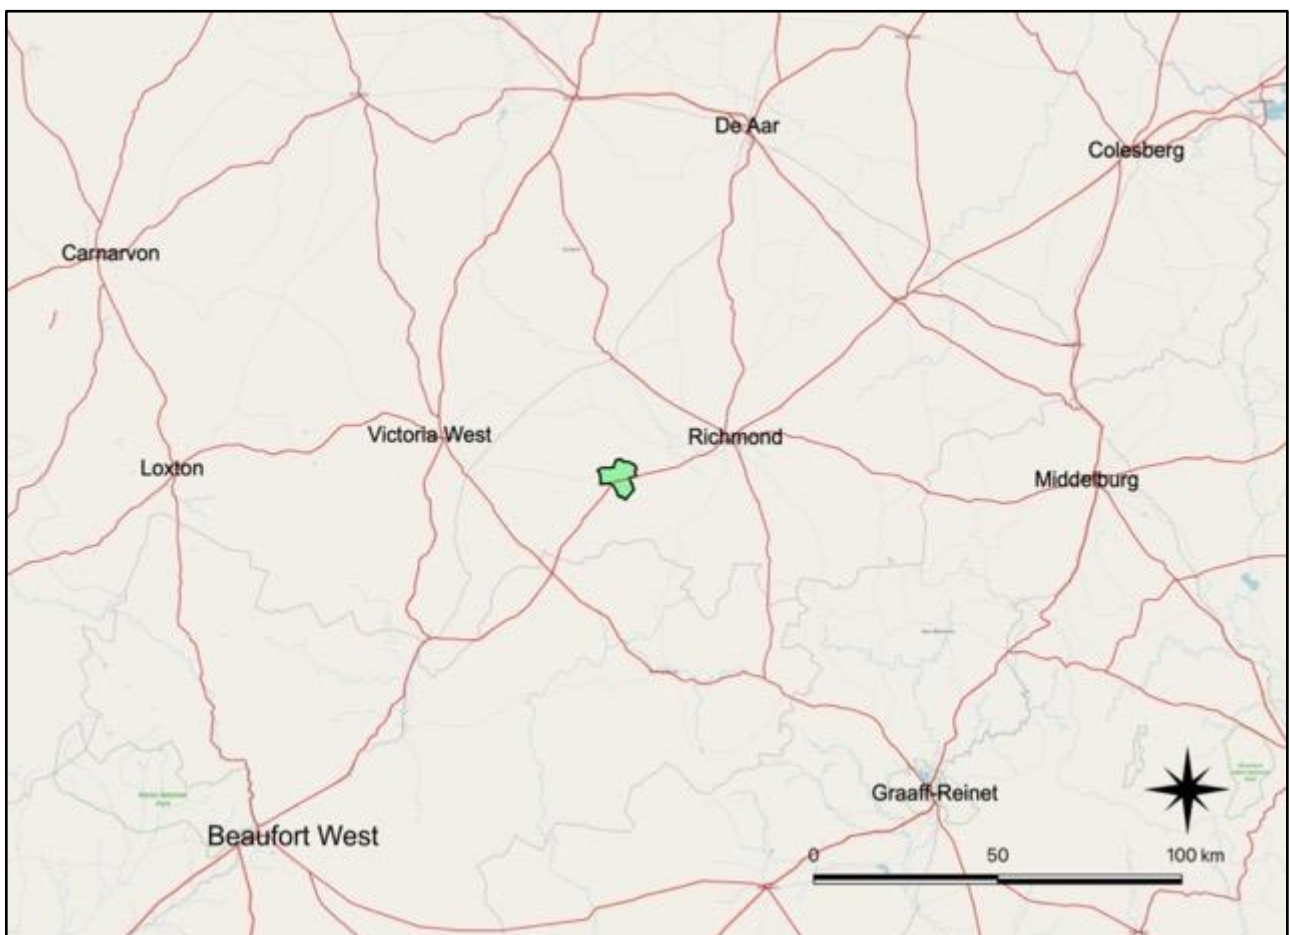 De Aar
Colesberg
Carnarvon
Victoria West
Richmond
Loxton
Middelburg
Graaff-Reinet
Beaufort West
0 50 100 km